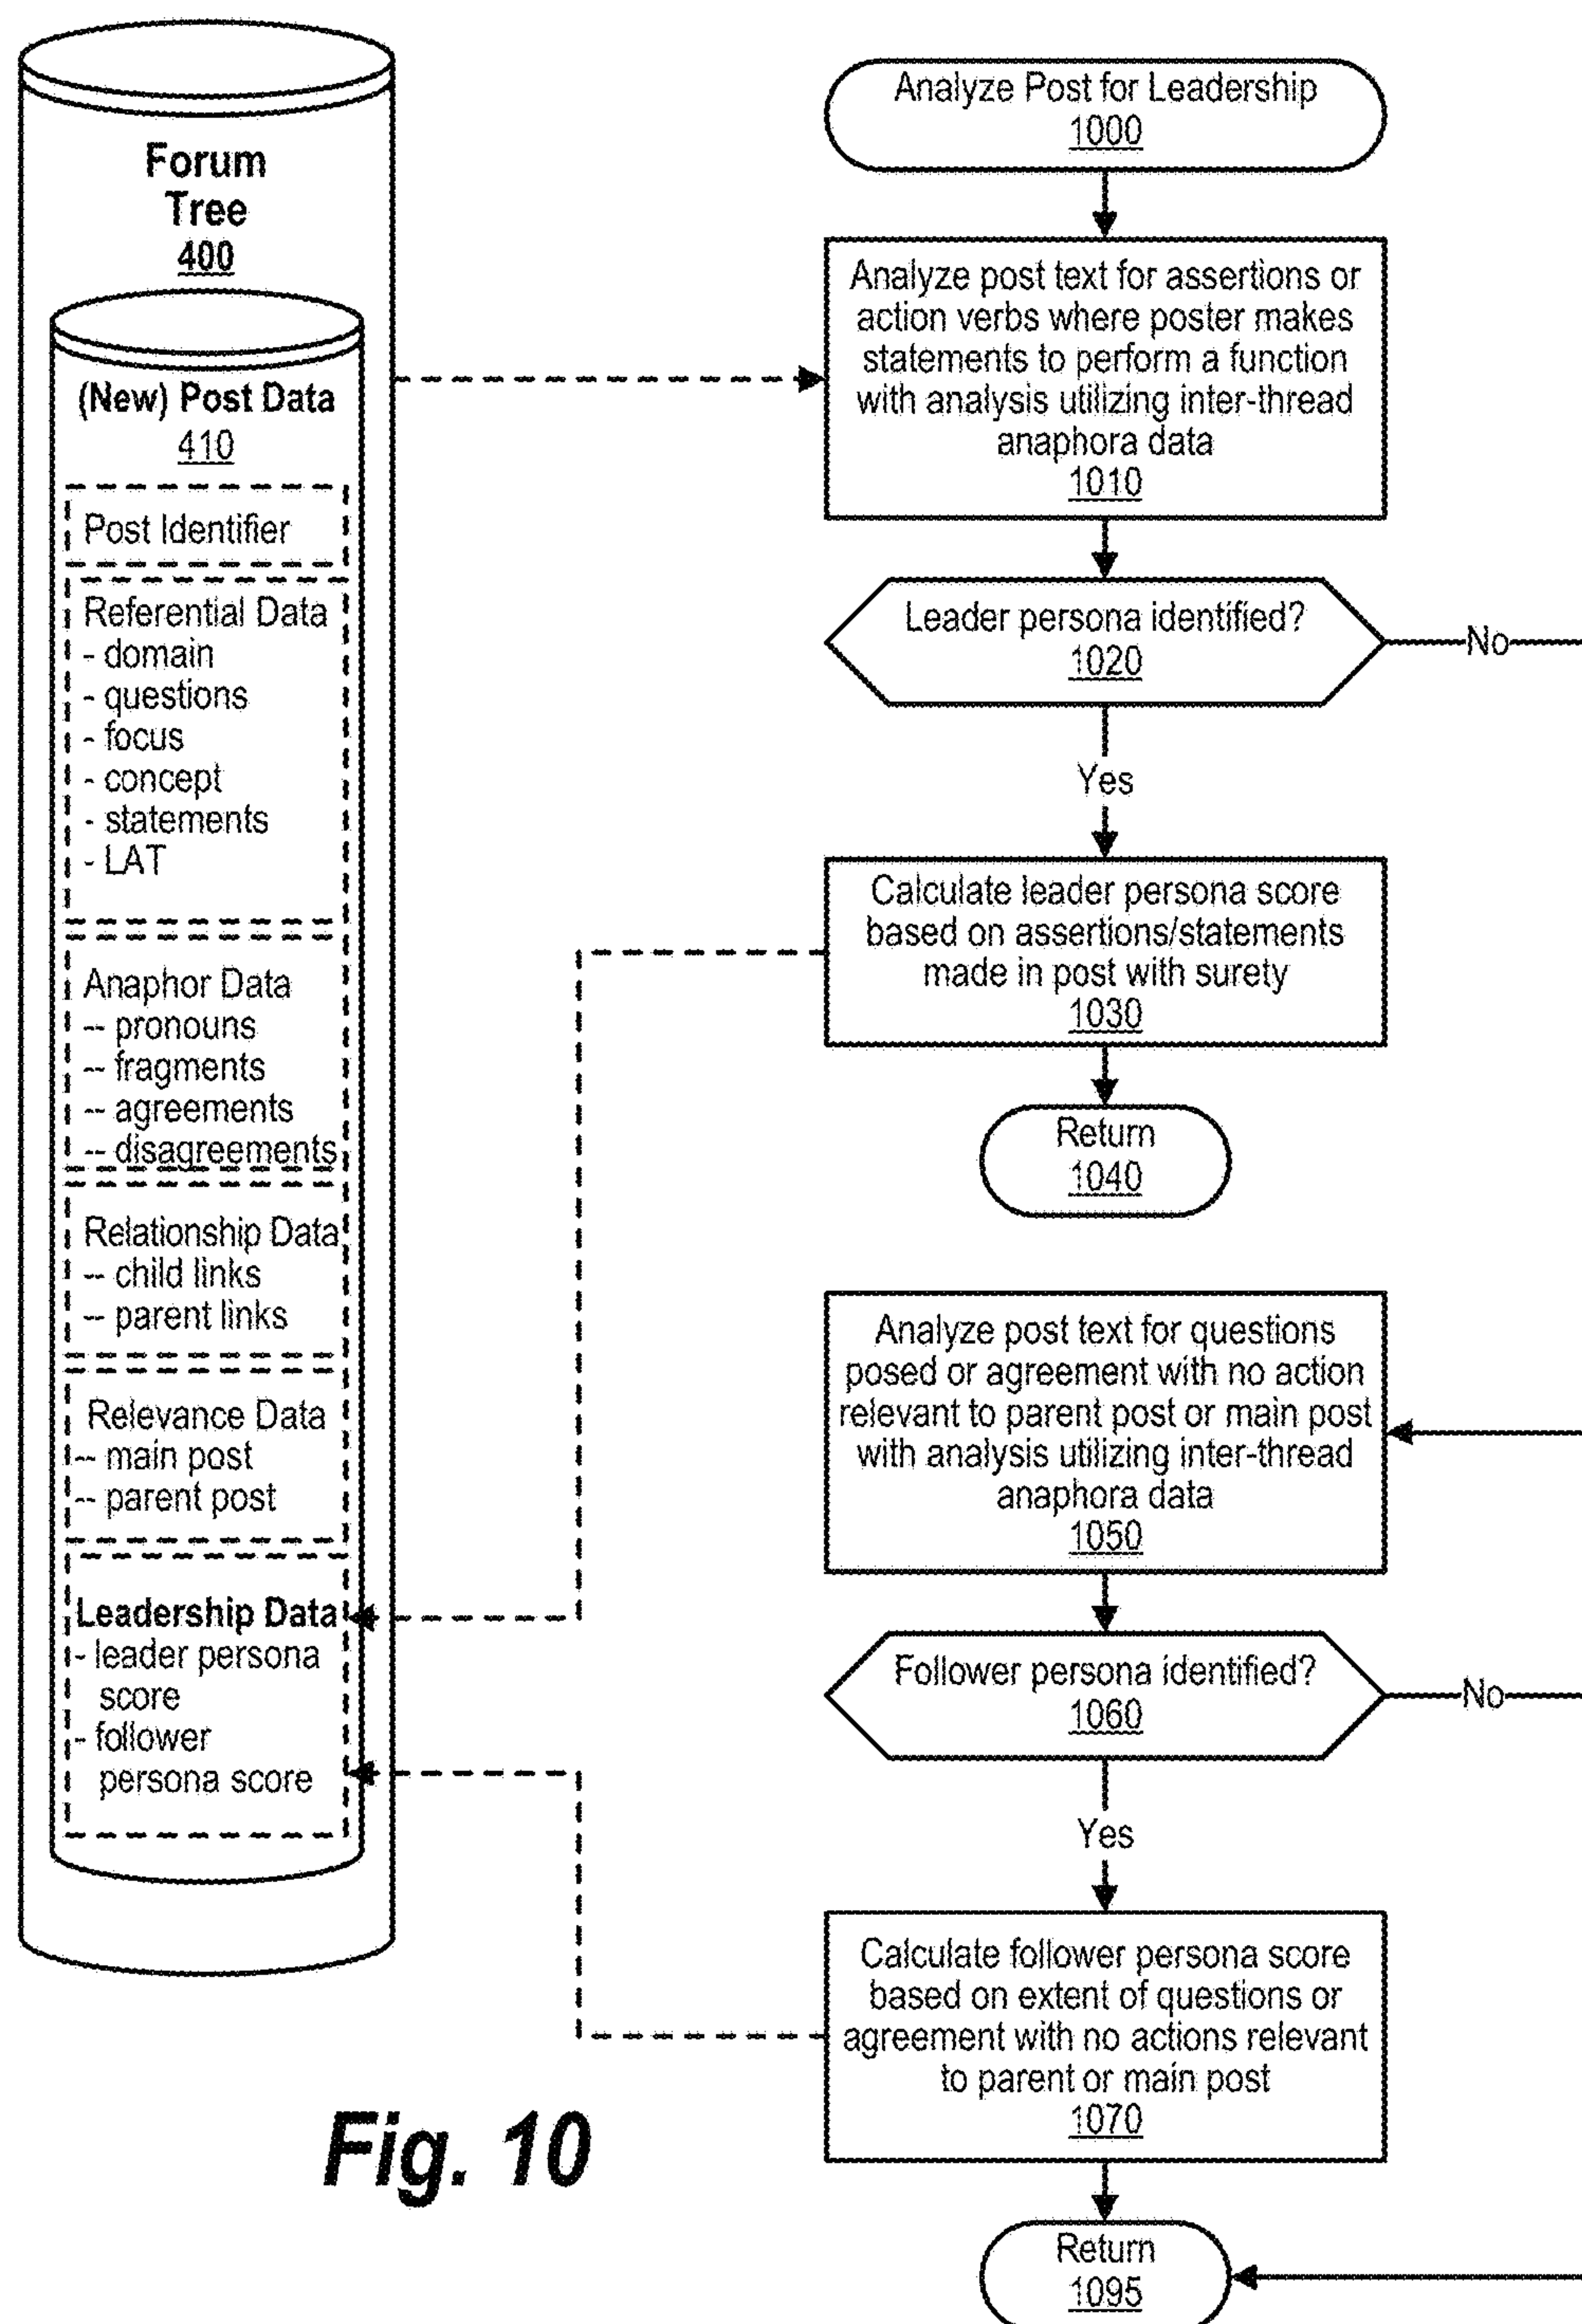 Forum
Tree
400
(New) Post Data
410
Post Identifier
Referential Data
- domain
- questions
- focus
- concept
- statements
- LAT
Anaphor Data
-- pronouns
-- fragments
-- agreements
-- disagreements
Relationship Data
-- child links
-- parent links
Relevance Data
-- main post
-- parent post
Leadership Data
- leader persona
score
- follower
persona score
Analyze Post for Leadership
1000
Analyze post text for assertions or
action verbs where poster makes
statements to perform a function
with analysis utilizing inter-thread
anaphora data
1010
Leader persona identified?
1020
No
Yes
Calculate leader persona score
based on assertions/statements
made in post with surety
1030
Return
1040
Analyze post text for questions
posed or agreement with no action
relevant to parent post or main post
with analysis utilizing inter-thread
anaphora data
1050
Follower persona identified?
1060
No
Yes
Calculate follower persona score
based on extent of questions or
agreement with no actions relevant
to parent or main post
1070
Return
1095
Fig. 10